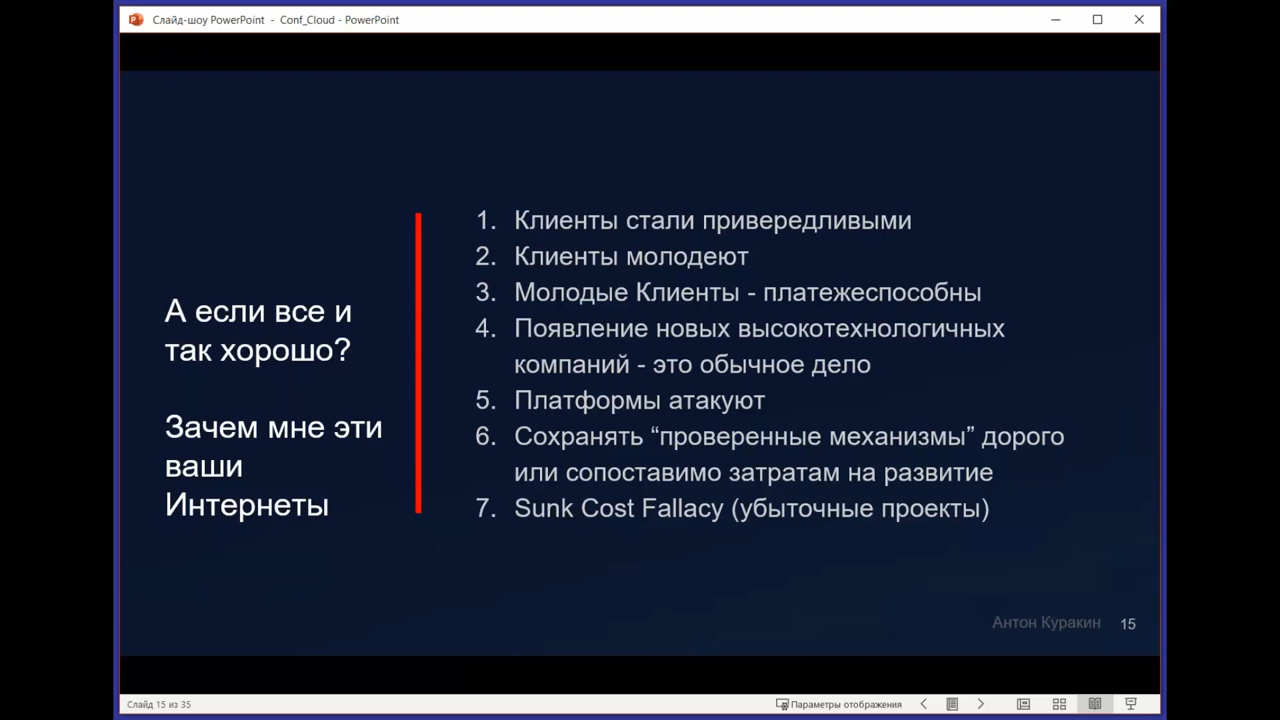 Слайд-шоу PowerPoint - Conf_Cloud - PowerPoint
А если все и
так хорошо?
Зачем мне эти
ваши
Интернеты
1. Клиенты стали привередливыми
2. Клиенты молодеют
3. Молодые Клиенты - платежеспособны
4. Появление новых высокотехнологичных
компаний - это обычное дело
5. Платформы атакуют
6. Сохранять “проверенные механизмы” дорого
или сопоставимо затратам на развитие
7. Sunk Cost Fallacy (убыточные проекты)
Антон Куракин 15
Слайд 15 из 35
Параметры отображения